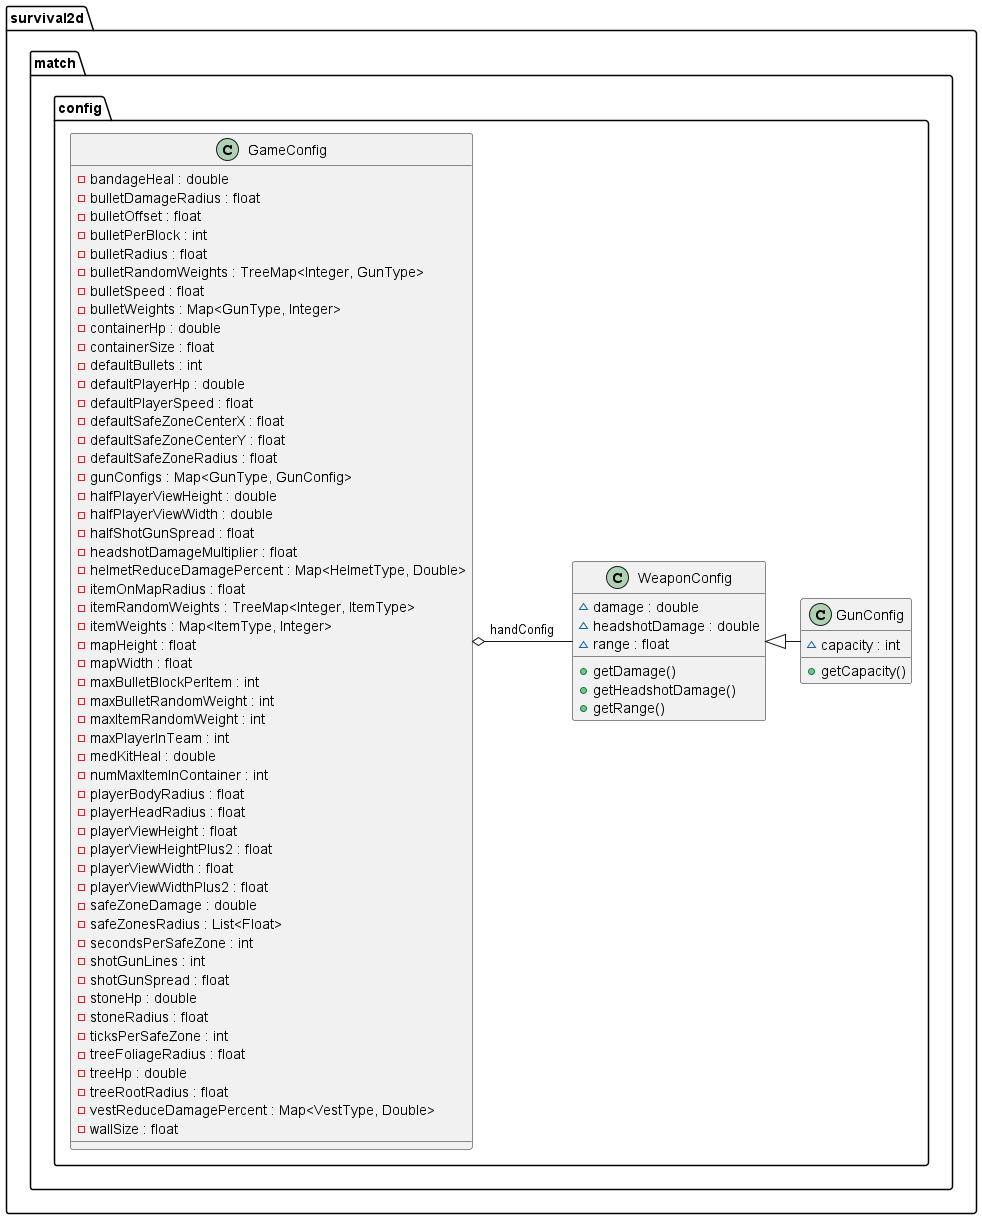 survival2d
match
config
C GameConfig
bandageHeal : double
bulletDamageRadius : float
bulletOffset : float
bulletPerBlock : int
bulletRadius : float
bulletRandomWeights : TreeMap<Integer, GunType>
bulletSpeed : float
bulletWeights : Map<GunType, Integer>
containerHp : double
containerSize : float
defaultBullets : int
defaultPlayerHp : double
defaultPlayerSpeed : float
defaultSafeZoneCenterX : float
defaultSafeZoneCenterY : float
defaultSafeZoneRadius : float
gunConfigs : Map<GunType, GunConfig>
halfPlayerViewHeight : double
halfPlayerViewWidth : double
halfShotGunSpread : float
headshotDamageMultiplier : float
helmetReduceDamagePercent : Map<HelmetType, Double>
itemOnMapRadius : float
itemRandomWeights : TreeMap<Integer, ItemType>
itemWeights : Map<ItemType, Integer>
mapHeight : float
mapWidth : float
maxBulletBlockPerItem : int
maxBulletRandomWeight : int
maxItemRandomWeight : int
maxPlayerInTeam : int
medKitHeal : double
numMaxItemInContainer : int
playerBodyRadius : float
playerHeadRadius : float
playerViewHeight : float
playerViewHeightPlus2 : float
playerViewWidth : float
playerViewWidthPlus2 : float
safeZoneDamage : double
safeZonesRadius : List<Float>
secondsPerSafeZone : int
shotGunLines : int
shotGunSpread : float
stoneHp : double
stoneRadius : float
ticksPerSafeZone : int
treeFoliageRadius : float
treeHp : double
treeRootRadius : float
vestReduceDamagePercent : Map<VestType, Double>
wallSize : float
handConfig
C WeaponConfig
damage : double
headshotDamage : double
range : float
getDamage()
getHeadshotDamage()
getRange()
C GunConfig
capacity : int
getCapacity()